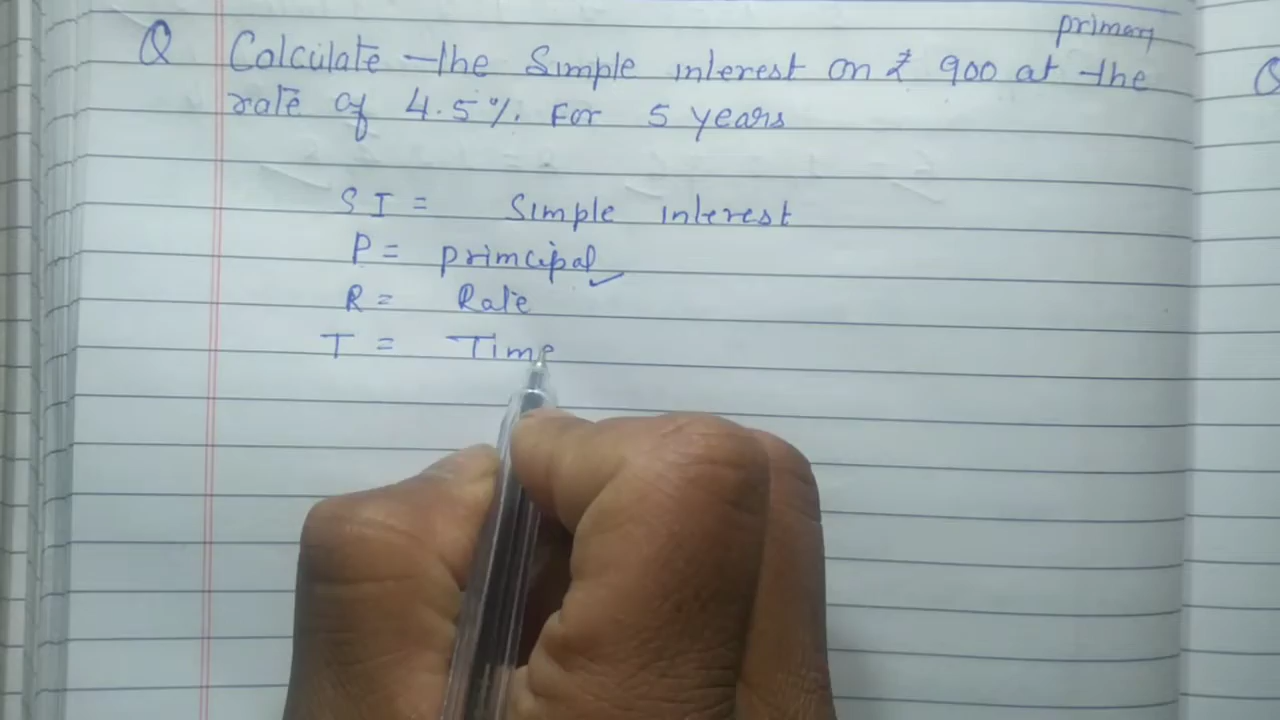 primary
Q Calculate the Simple interest on ₹ 900 at the
rate of 4.5%. For 5 years
SI = Simple interest
P = principal ✓
R = Rate
T = Time